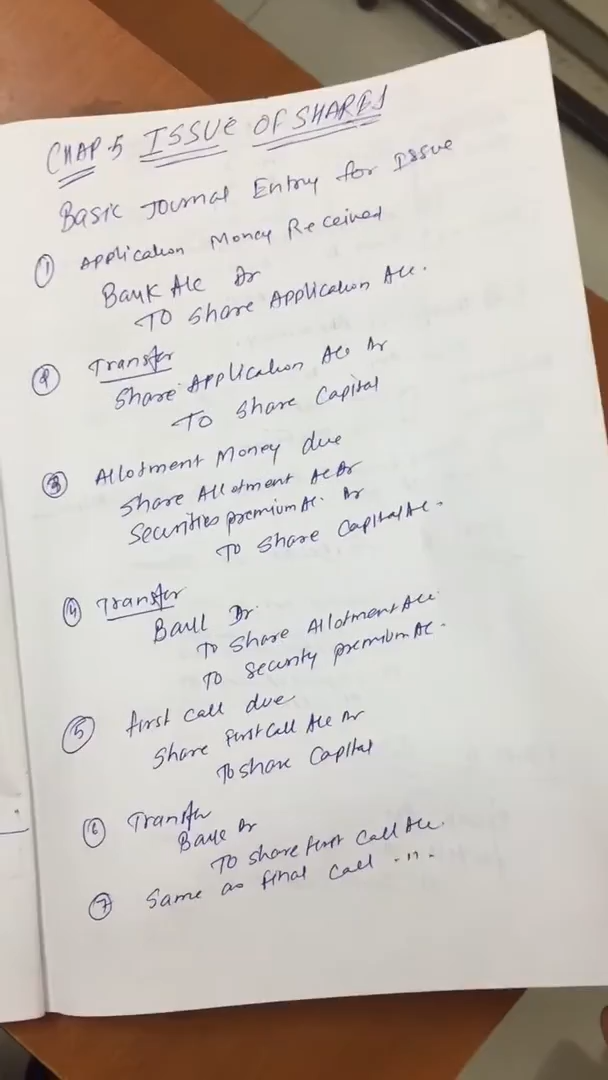 CHAP.5 ISSUE OF SHARES
Basic Journal Entry for Issue
① Application Money Received
Bank A/c Dr
To Share Application A/c.
② Transfer
Share Application A/c Dr
To Share Capital
③ Allotment Money due
Share Allotment A/c Dr
Securities premium A/c. Dr
To Share Capital A/c.
④ Transfer
Bank Dr.
To Share Allotment A/c
To Security premium A/c.
⑤ first call due
Share First Call A/c Dr
To share Capital
⑥ Transfer
Bank Dr
To share first Call A/c.
⑦ Same as final call -11-